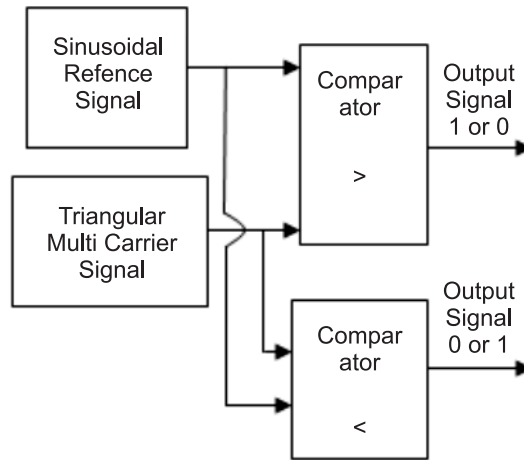 Sinusoidal
Refence
Signal
Compar
ator
>
Output
Signal
1 or 0
Triangular
Multi Carrier
Signal
Compar
ator
<
Output
Signal
0 or 1